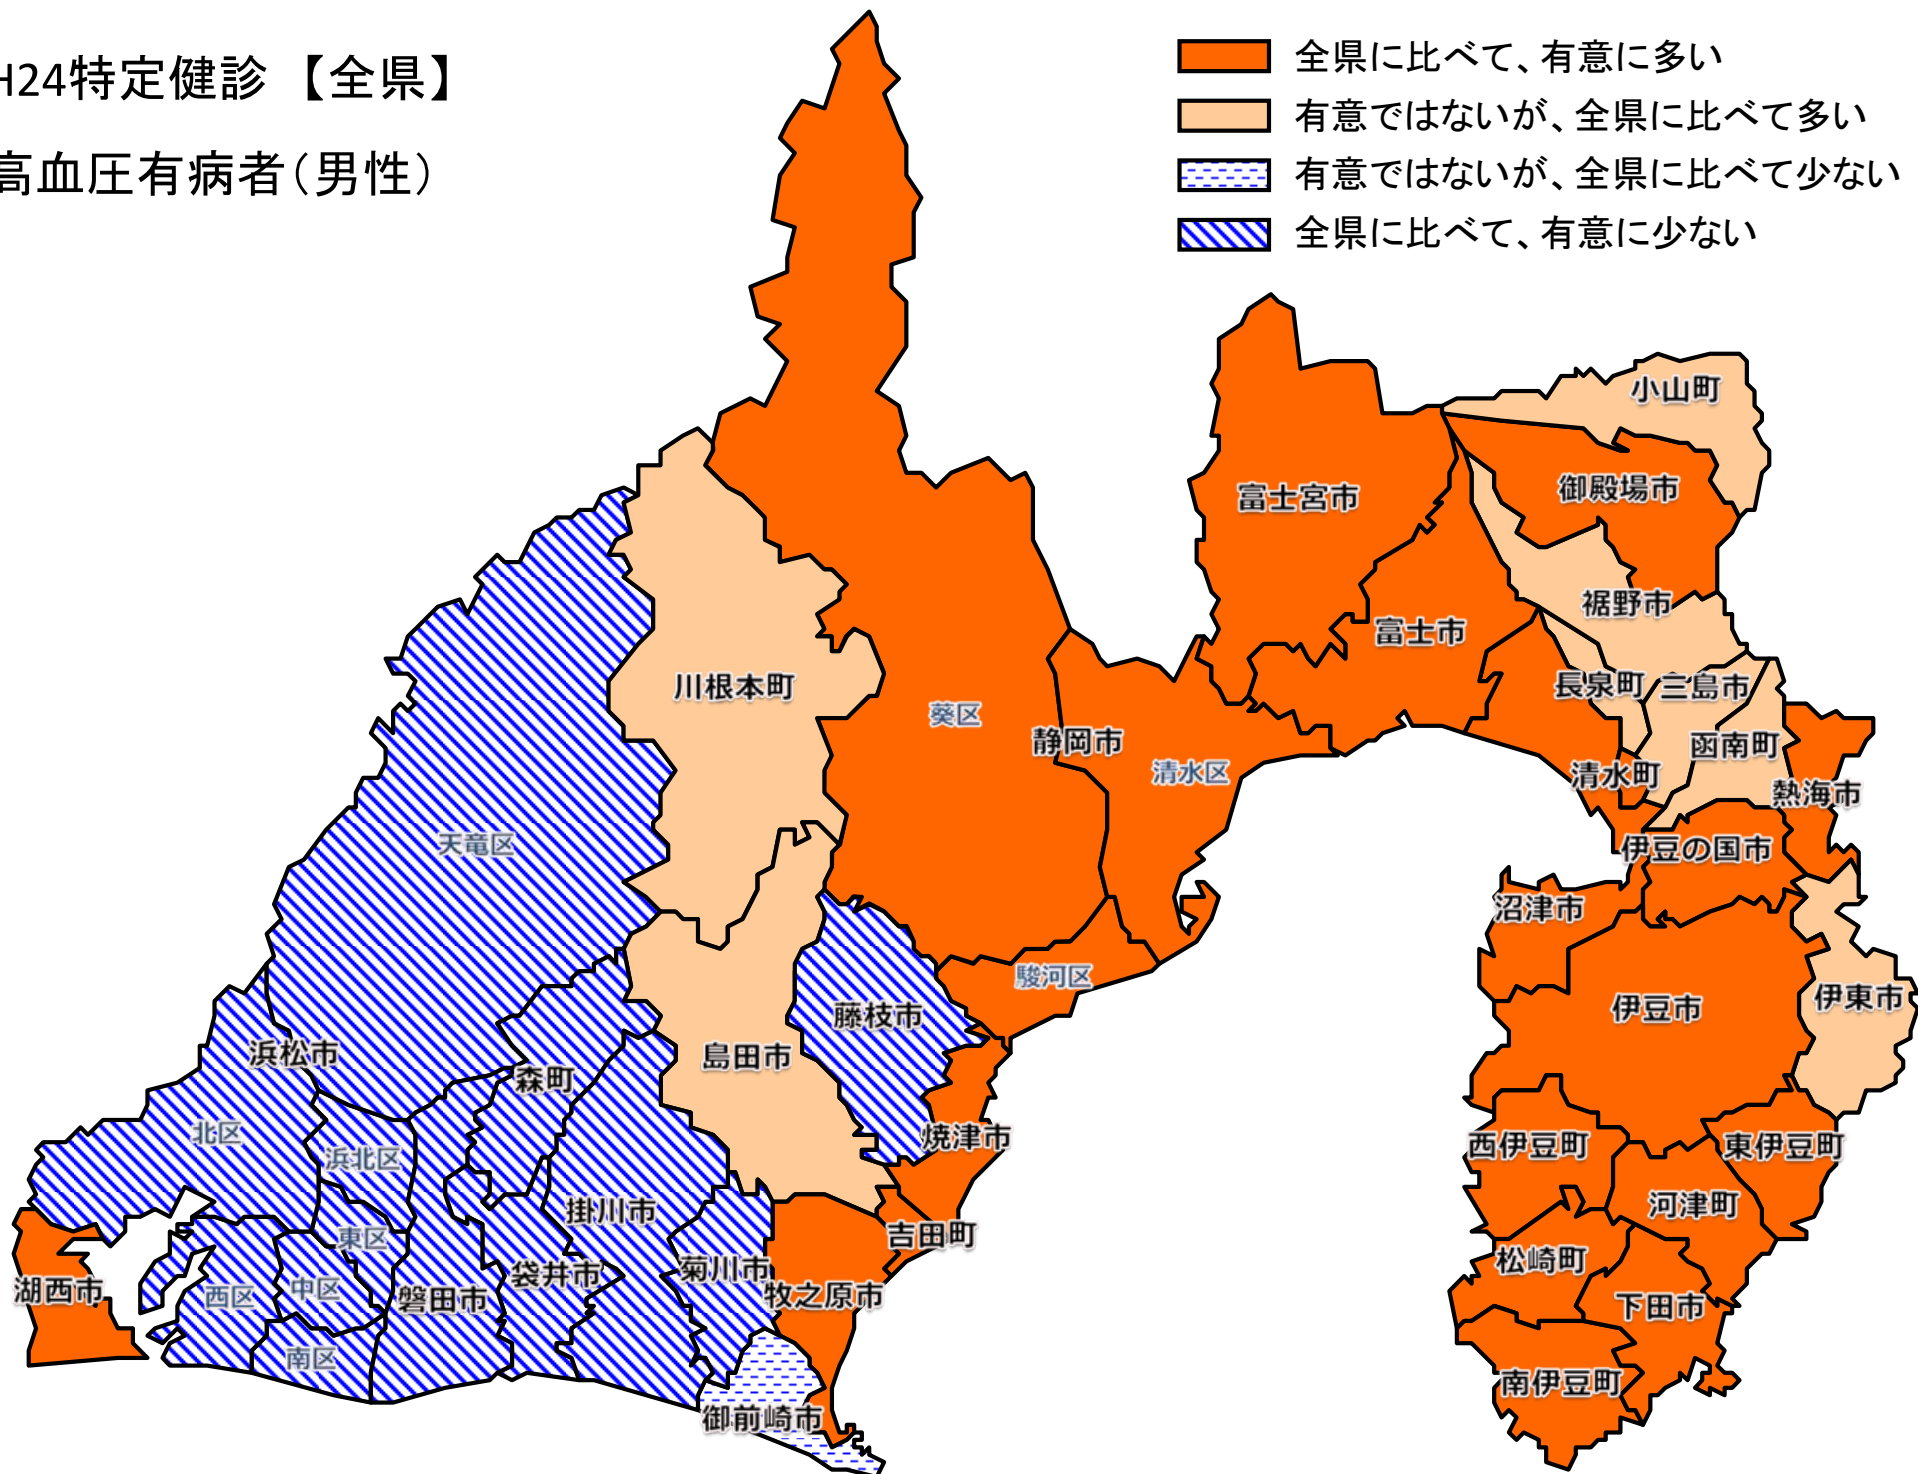 H24特定健診 【全県】
高血圧有病者(男性)
全県に比べて、有意に多い
有意ではないが、全県に比べて多い
有意ではないが、全県に比べて少ない
全県に比べて、有意に少ない
小山町
御殿場市
富士宮市
裾野市
富士市
川根本町
長泉町
三島市
葵区
静岡市
函南町
清水区
清水町
熱海市
天竜区
伊豆の国市
沼津市
駿河区
伊東市
藤枝市
伊豆市
浜松市
島田市
森町
北区
焼津市
西伊豆町
東伊豆町
浜北区
掛川市
河津町
東区
吉田町
松崎町
菊川市
袋井市
湖西市
中区
西区
磐田市
牧之原市
下田市
南区
南伊豆町
御前崎市